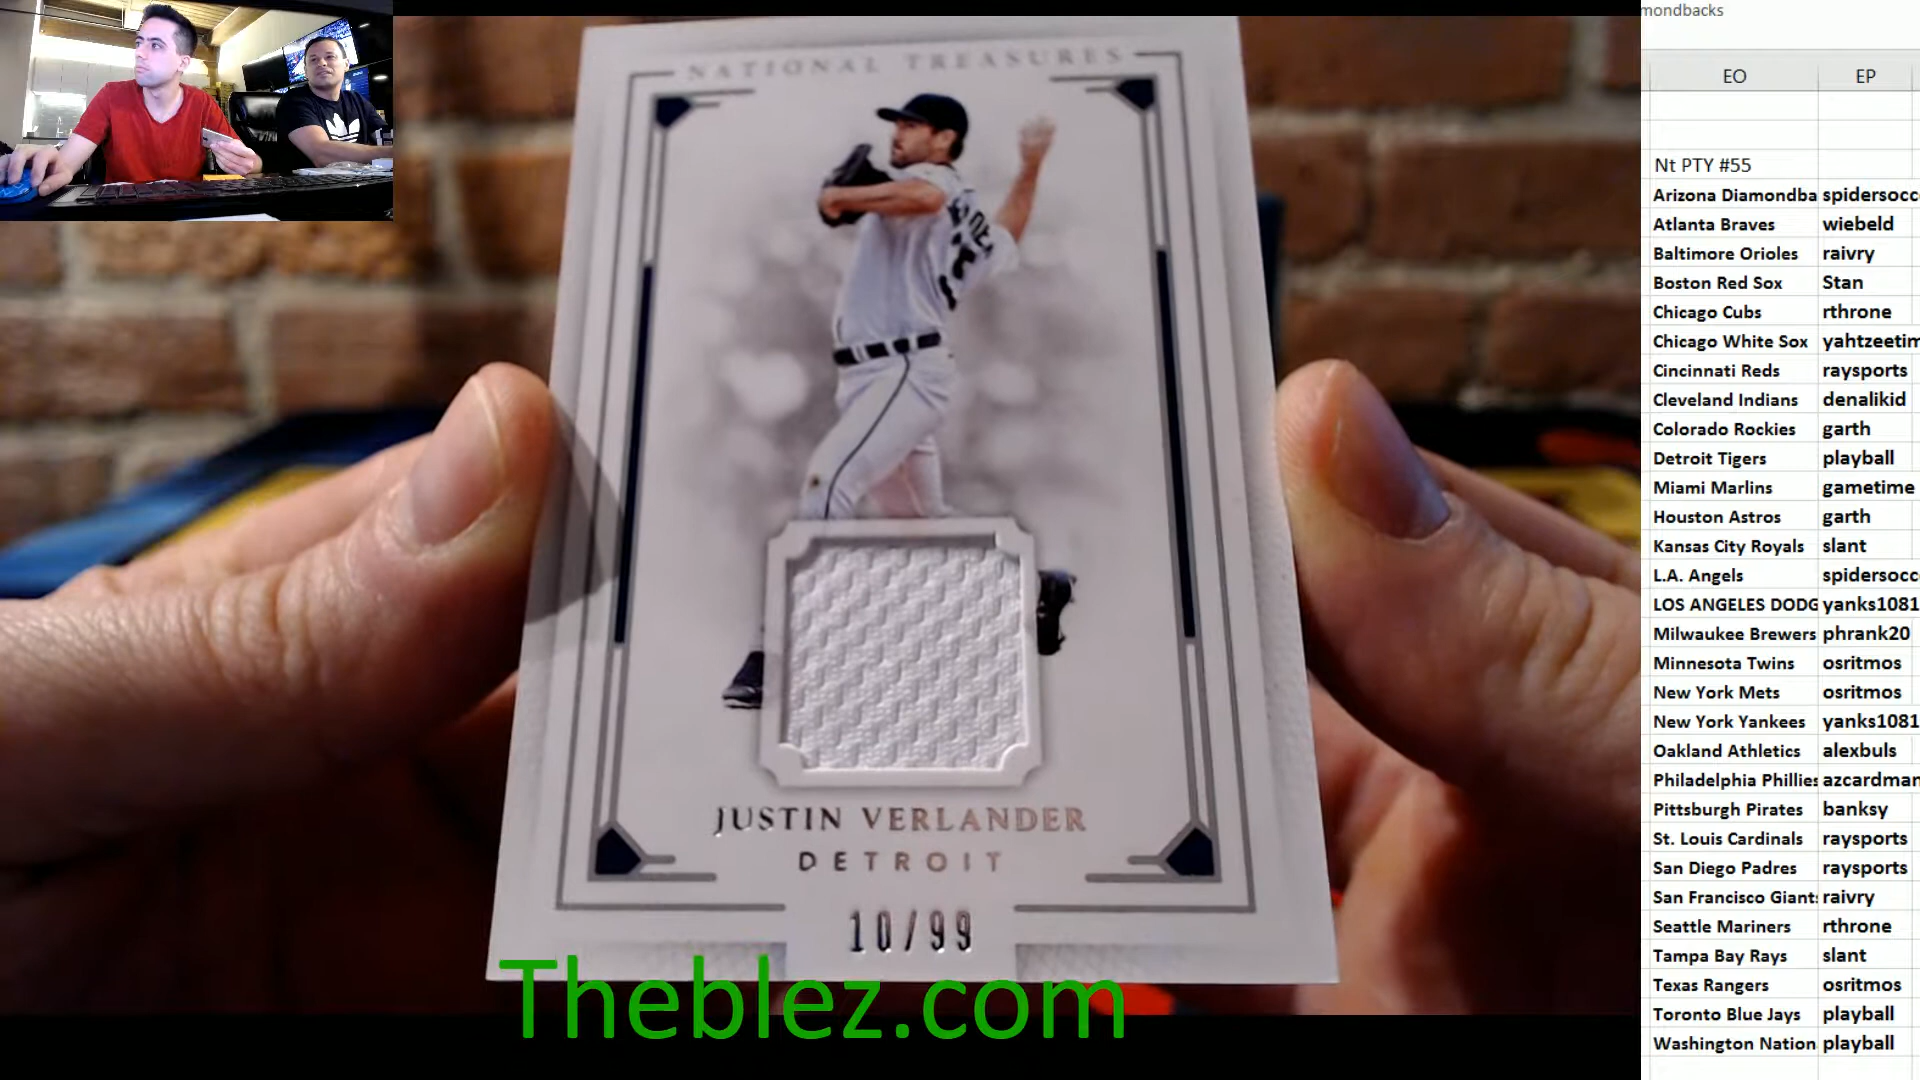 mondbacks
EO EP
NATIONAL TREASURES
JUSTIN VERLANDER
DETROIT
10/99
Theblez.com
Nt PTY #55
Arizona Diamondba spidersocc
Atlanta Braves wiebeld
Baltimore Orioles raivry
Boston Red Sox Stan
Chicago Cubs rthrone
Chicago White Sox yahtzeetim
Cincinnati Reds raysports
Cleveland Indians denalikid
Colorado Rockies garth
Detroit Tigers playball
Miami Marlins gametime
Houston Astros garth
Kansas City Royals slant
L.A. Angels spidersocc
LOS ANGELES DODG yanks1081
Milwaukee Brewers phrank20
Minnesota Twins osritmos
New York Mets osritmos
New York Yankees yanks1081
Oakland Athletics alexbuls
Philadelphia Phillies azcardman
Pittsburgh Pirates banksy
St. Louis Cardinals raysports
San Diego Padres raysports
San Francisco Giants raivry
Seattle Mariners rthrone
Tampa Bay Rays slant
Texas Rangers osritmos
Toronto Blue Jays playball
Washington Nation playball